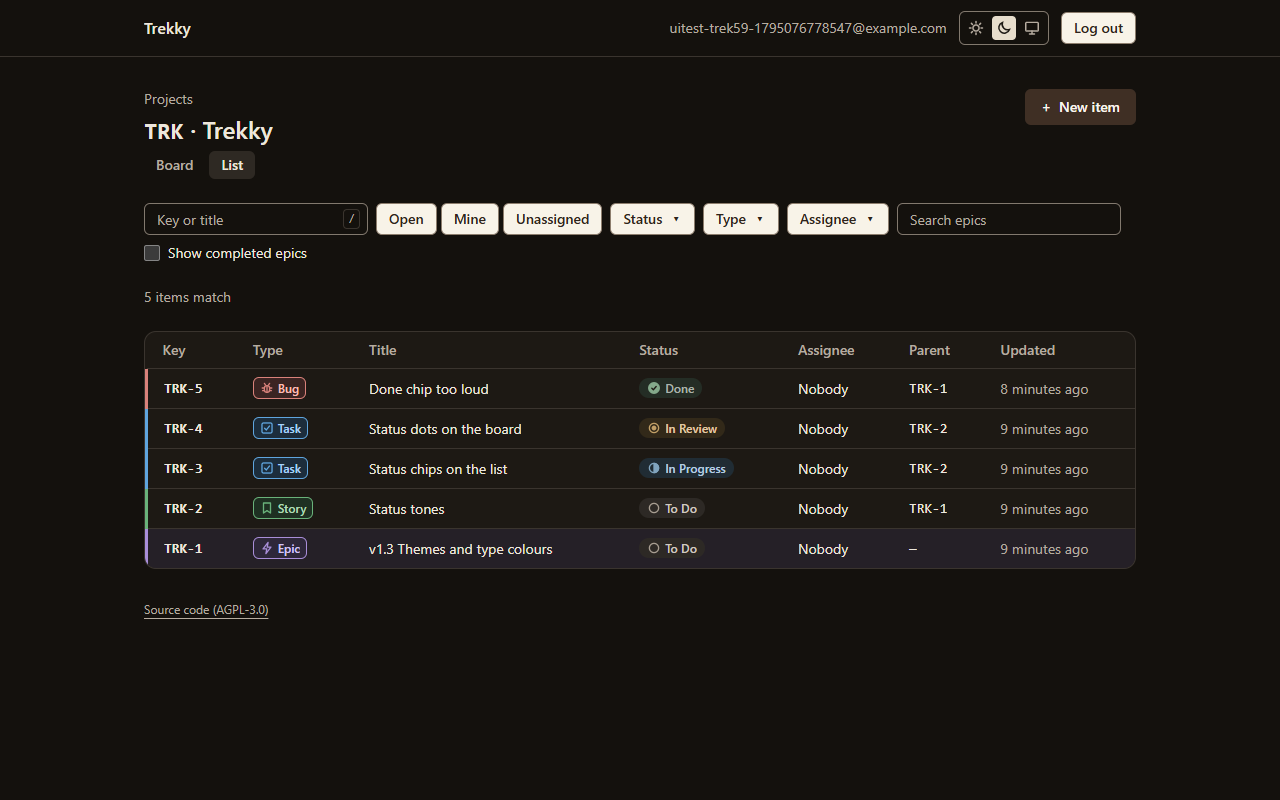 Trekky
uitest-trek59-1795076778547@example.com
Log out
Projects
+ New item
TRK · Trekky
Board List
Key or title /
Open
Mine
Unassigned
Status ▼
Type ▼
Assignee ▼
Search epics
Show completed epics
5 items match
Key Type Title Status Assignee Parent Updated
TRK-5 Bug Done chip too loud Done Nobody TRK-1 8 minutes ago
TRK-4 Task Status dots on the board In Review Nobody TRK-2 9 minutes ago
TRK-3 Task Status chips on the list In Progress Nobody TRK-2 9 minutes ago
TRK-2 Story Status tones To Do Nobody TRK-1 9 minutes ago
TRK-1 Epic v1.3 Themes and type colours To Do Nobody – 9 minutes ago
Source code (AGPL-3.0)